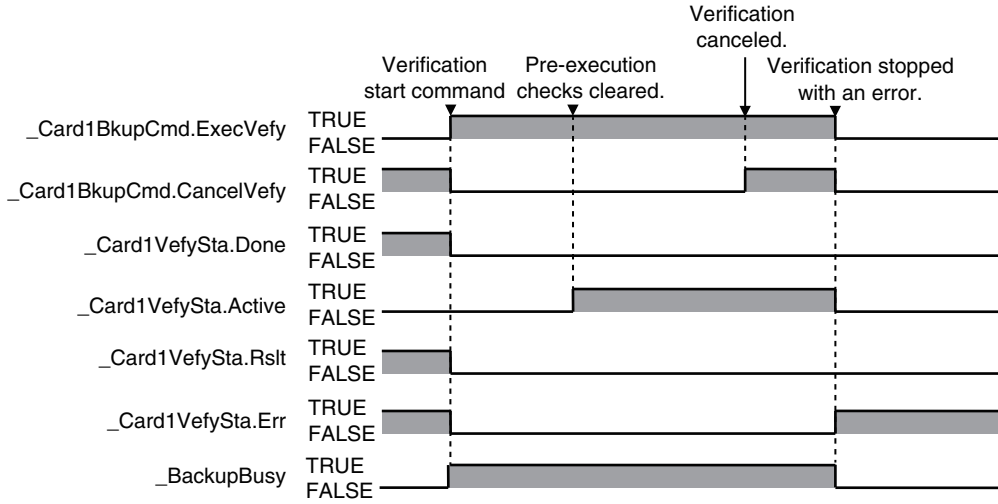 Verification
canceled.
Verification
start command
Pre-execution
checks cleared.
Verification stopped
with an error.
_Card1BkupCmd.ExecVefy
TRUE
FALSE
_Card1BkupCmd.CancelVefy
TRUE
FALSE
_Card1VefySta.Done
TRUE
FALSE
_Card1VefySta.Active
TRUE
FALSE
_Card1VefySta.Rslt
TRUE
FALSE
_Card1VefySta.Err
TRUE
FALSE
_BackupBusy
TRUE
FALSE